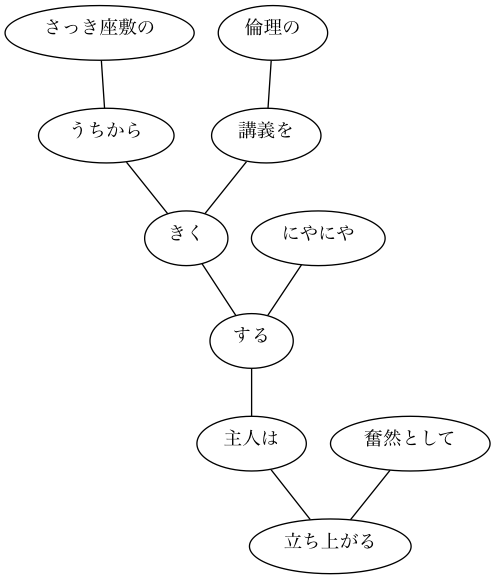 さっき座敷の
倫理の
うちから
講義を
きく
にやにや
する
主人は
奮然として
立ち上がる